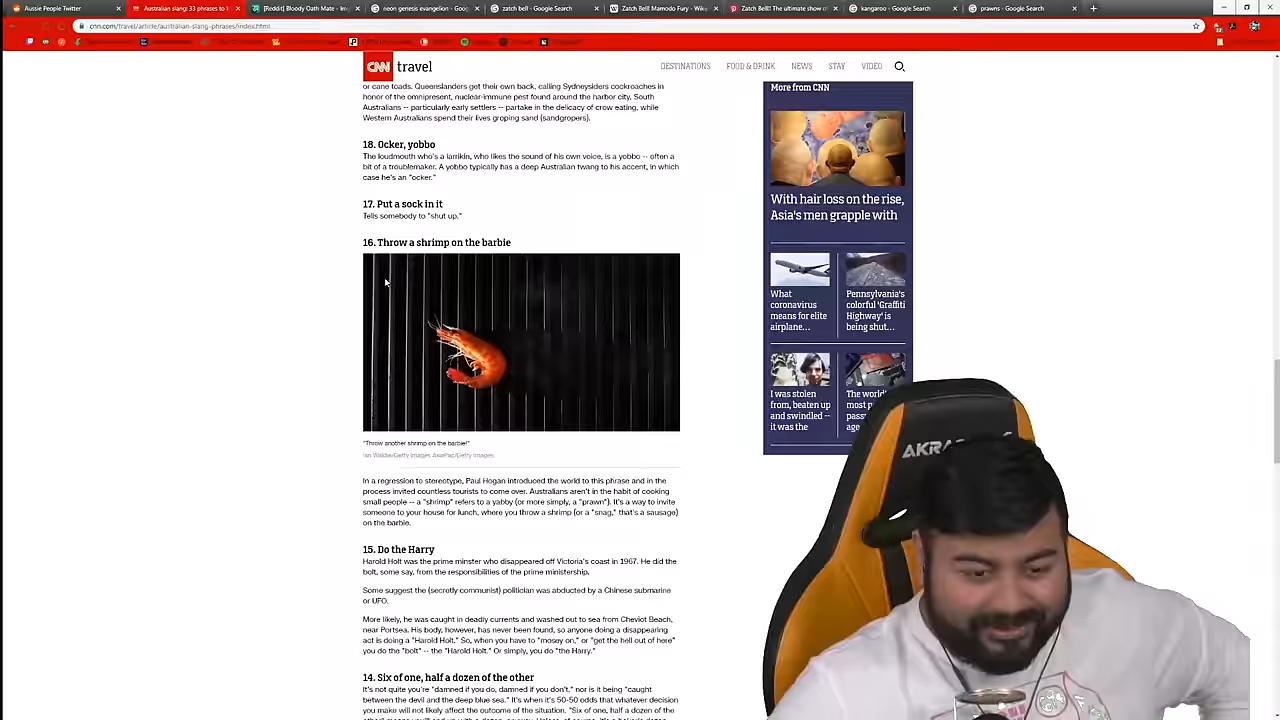 Aussie People Twitter
Australian slang: 33 phrases to
[Reddit] Bloody Oath Mate - Im
neon genesis evangelion - Goog
zatch bell - Google Search
Zatch Bell! Mamodo Fury - Wik
Zatch Bell!: The ultimate show o
kangaroo - Google Search
prawns - Google Search
cnn.com/travel/article/australian-slang-phrases/index.html
CNN travel
DESTINATIONS FOOD & DRINK NEWS STAY VIDEO
or cane toads. Queenslanders get their own back, calling Sydneysiders cockroaches in
honor of the omnipresent, nuclear-immune pest found around the harbor city, South
Australians -- particularly early settlers -- partake in the delicacy of crow eating, while
Western Australians spend their lives groping sand (sandgropers).
18. Ocker, yobbo
The loudmouth who's a larrikin, who likes the sound of his own voice, is a yobbo -- often a
bit of a troublemaker. A yobbo typically has a deep Australian twang to his accent, in which
case he's an "ocker."
17. Put a sock in it
Tells somebody to "shut up."
16. Throw a shrimp on the barbie
"Throw another shrimp on the barbie!"
Ian Waldie/Getty Images AsiaPac/Getty Images
In a regression to stereotype, Paul Hogan introduced the world to this phrase and in the
process invited countless tourists to come over. Australians aren't in the habit of cooking
small people -- a "shrimp" refers to a yabby (or more simply, a "prawn"). It's a way to invite
someone to your house for lunch, where you throw a shrimp (or a "snag," that's a sausage)
on the barbie.
15. Do the Harry
Harold Holt was the prime minster who disappeared off Victoria's coast in 1967. He did the
bolt, some say, from the responsibilities of the prime ministership.
Some suggest the (secretly communist) politician was abducted by a Chinese submarine
or UFO.
More likely, he was caught in deadly currents and washed out to sea from Cheviot Beach,
near Portsea. His body, however, has never been found, so anyone doing a disappearing
act is doing a "Harold Holt." So, when you have to "mosey on," or "get the hell out of here"
you do the "bolt" -- the "Harold Holt." Or simply, you do "the Harry."
14. Six of one, half a dozen of the other
It's not quite you're "damned if you do, damned if you don't," nor is it being "caught
between the devil and the deep blue sea." It's when it's 50-50 odds that whatever decision
you make will not likely affect the outcome of the situation. "Six of one, half a dozen of the
More from CNN
With hair loss on the rise,
Asia's men grapple with
What
coronavirus
means for elite
airplane...
Pennsylvania's
colorful 'Graffiti
Highway' is
being shut...
I was stolen
from, beaten up
and swindled --
it was the
The world'
most p
pass
age
AKRA